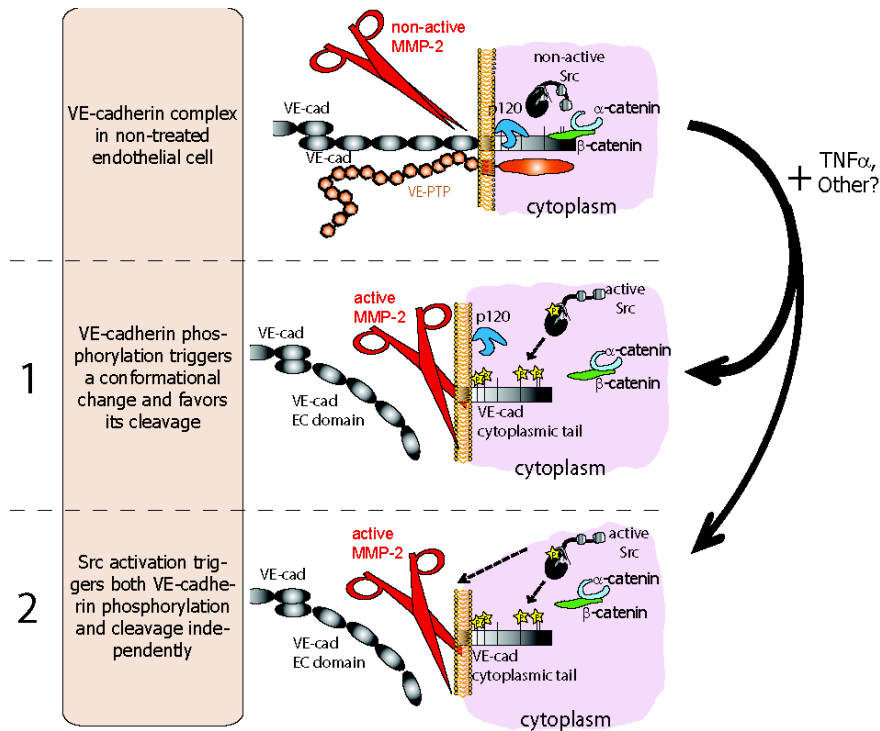 VE-cadherin complex
in non-treated
endothelial cell
non-active
MMP-2
VE-cad
VE-cad
VE-PTP
non-active
Src
p120
α-catenin
β-catenin
cytoplasm
+ TNFα,
Other?
1
VE-cadherin phos-
phorylation triggers
a conformational
change and favors
its cleavage
active
MMP-2
VE-cad
VE-cad
EC domain
p120
P
active
Src
α-catenin
β-catenin
P P P P
VE-cad
cytoplasmic tail
cytoplasm
2
Src activation trig-
gers both VE-cadhe-
rin phosphorylation
and cleavage inde-
pendently
active
MMP-2
VE-cad
VE-cad
EC domain
P
active
Src
α-catenin
β-catenin
P P P P
VE-cad
cytoplasmic tail
cytoplasm